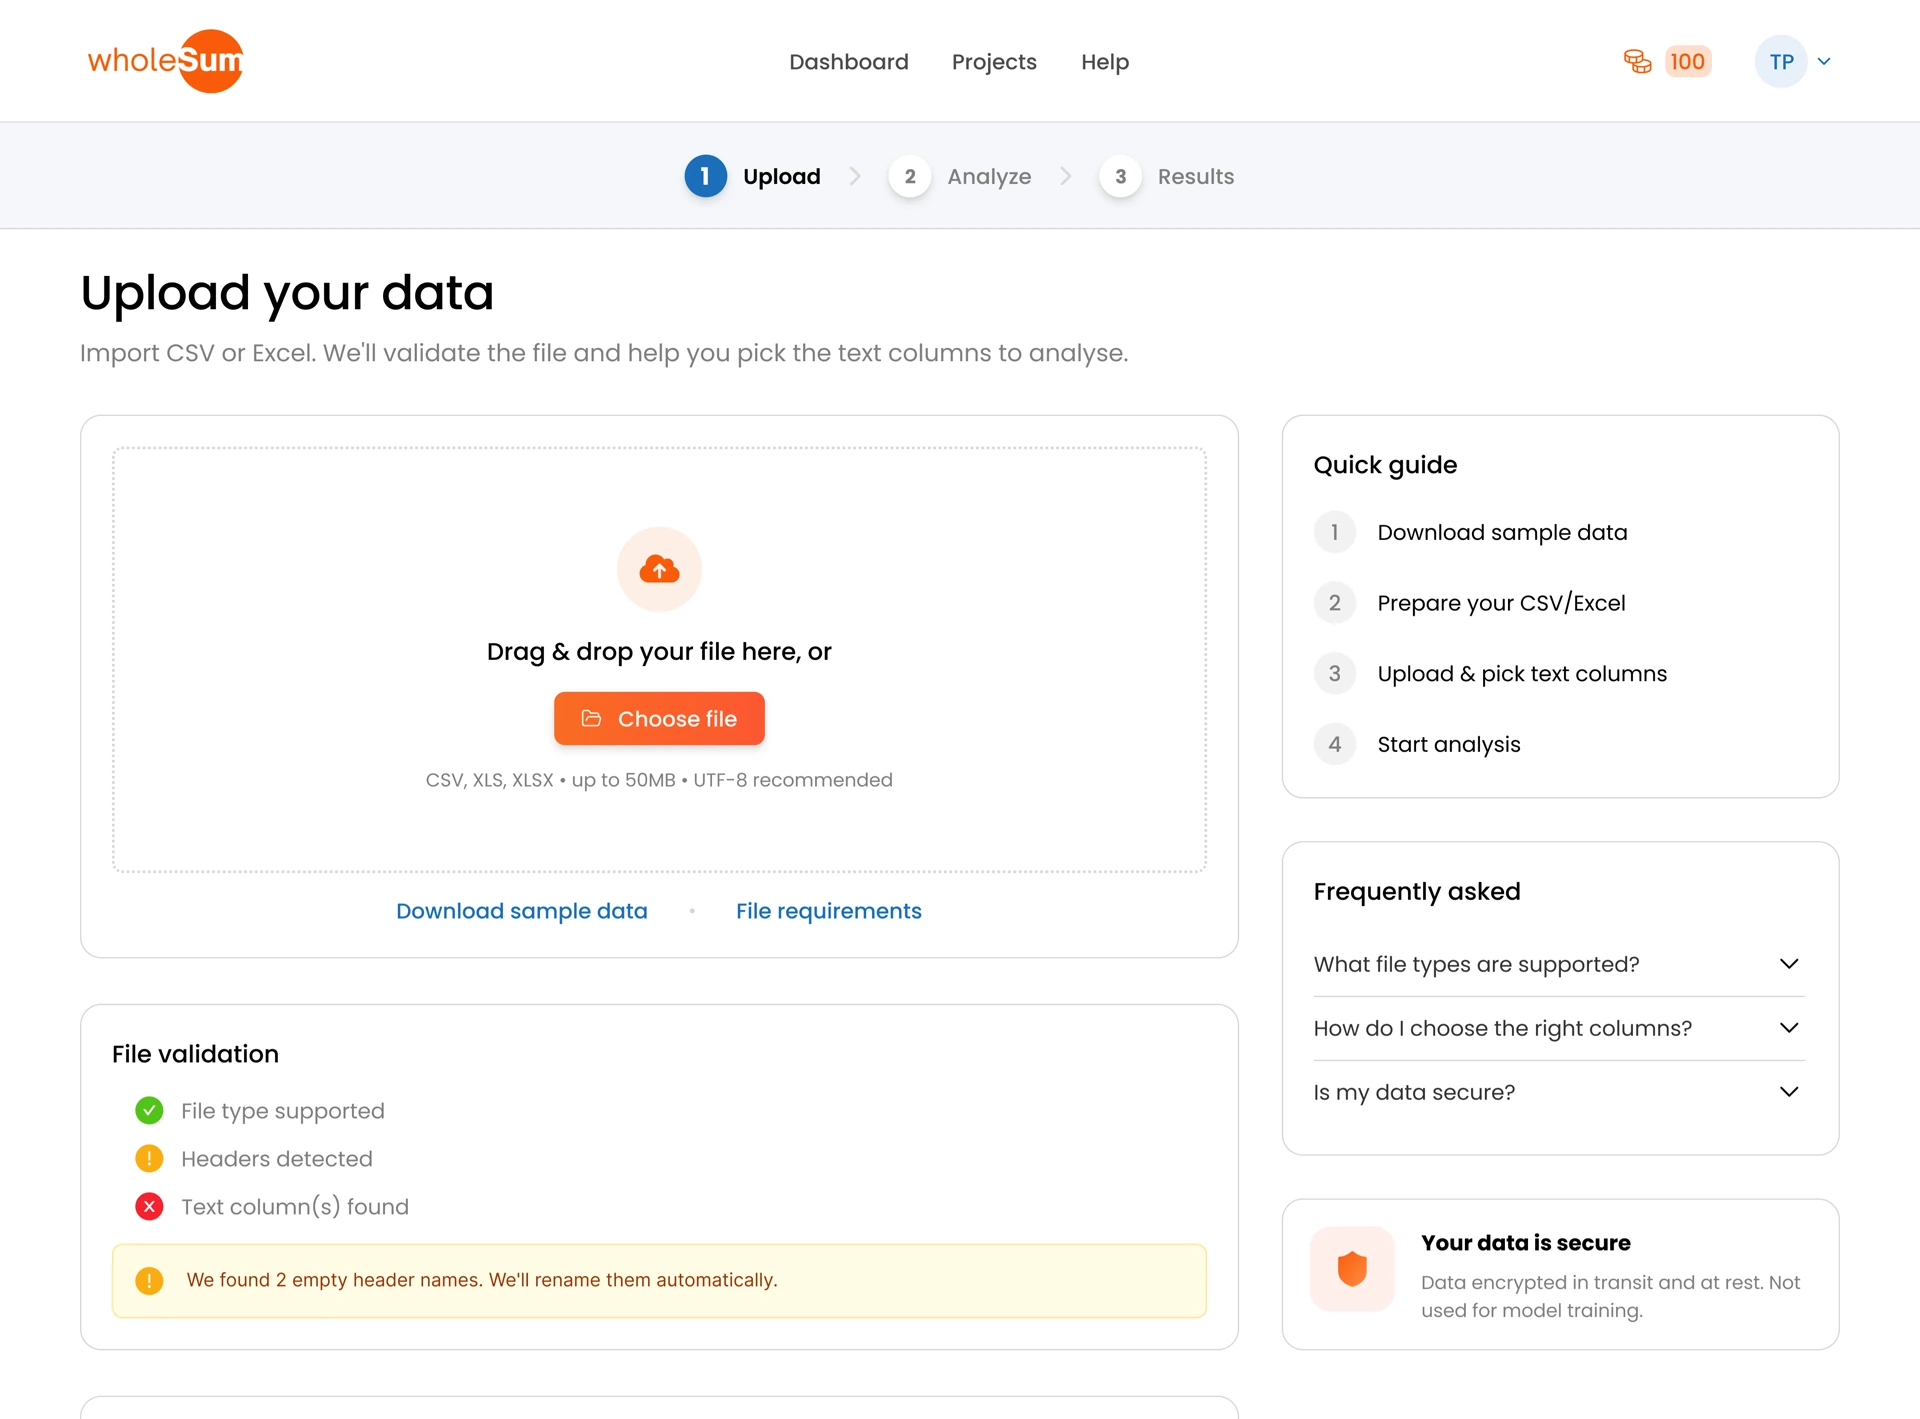 wholeSum
Dashboard
Projects
Help
100
TP
1
Upload
2
Analyze
3
Results
Upload your data
Import CSV or Excel. We'll validate the file and help you pick the text columns to analyse.
Drag & drop your file here, or
Choose file
CSV, XLS, XLSX • up to 50MB • UTF-8 recommended
Download sample data • File requirements
File validation
File type supported
Headers detected
Text column(s) found
We found 2 empty header names. We'll rename them automatically.
Quick guide
1 Download sample data
2 Prepare your CSV/Excel
3 Upload & pick text columns
4 Start analysis
Frequently asked
What file types are supported?
How do I choose the right columns?
Is my data secure?
Your data is secure
Data encrypted in transit and at rest. Not
used for model training.